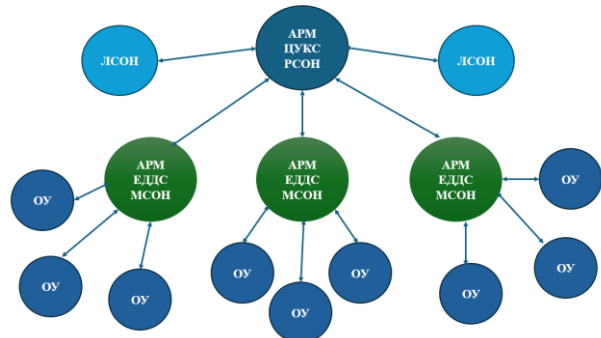 АРМ
ЦУКС
РСОН
ЛСОН
ЛСОН
АРМ
ЕДДС
МСОН
АРМ
ЕДДС
МСОН
АРМ
ЕДДС
МСОН
ОУ
ОУ
ОУ
ОУ
ОУ
ОУ
ОУ
ОУ
ОУ